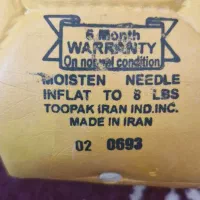 6 Month
WARRANTY
On normal condition
MOISTEN NEEDLE
INFLAT TO 8 LBS
TOOPAK IRAN IND.INC.
MADE IN IRAN
02 0693